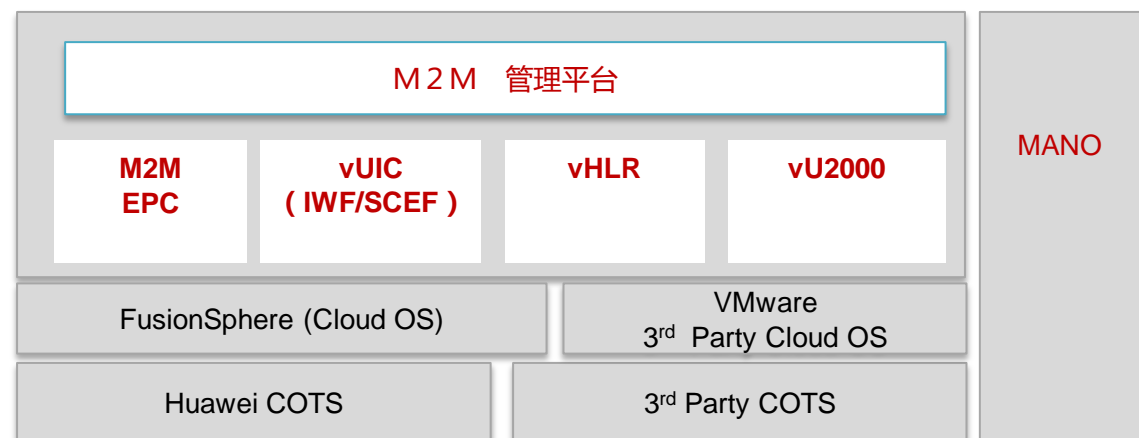 M2M 管理平台
M2M
EPC
vUIC
( IWF/SCEF )
vHLR
vU2000
MANO
FusionSphere (Cloud OS)
VMware
3rd Party Cloud OS
Huawei COTS
3rd Party COTS